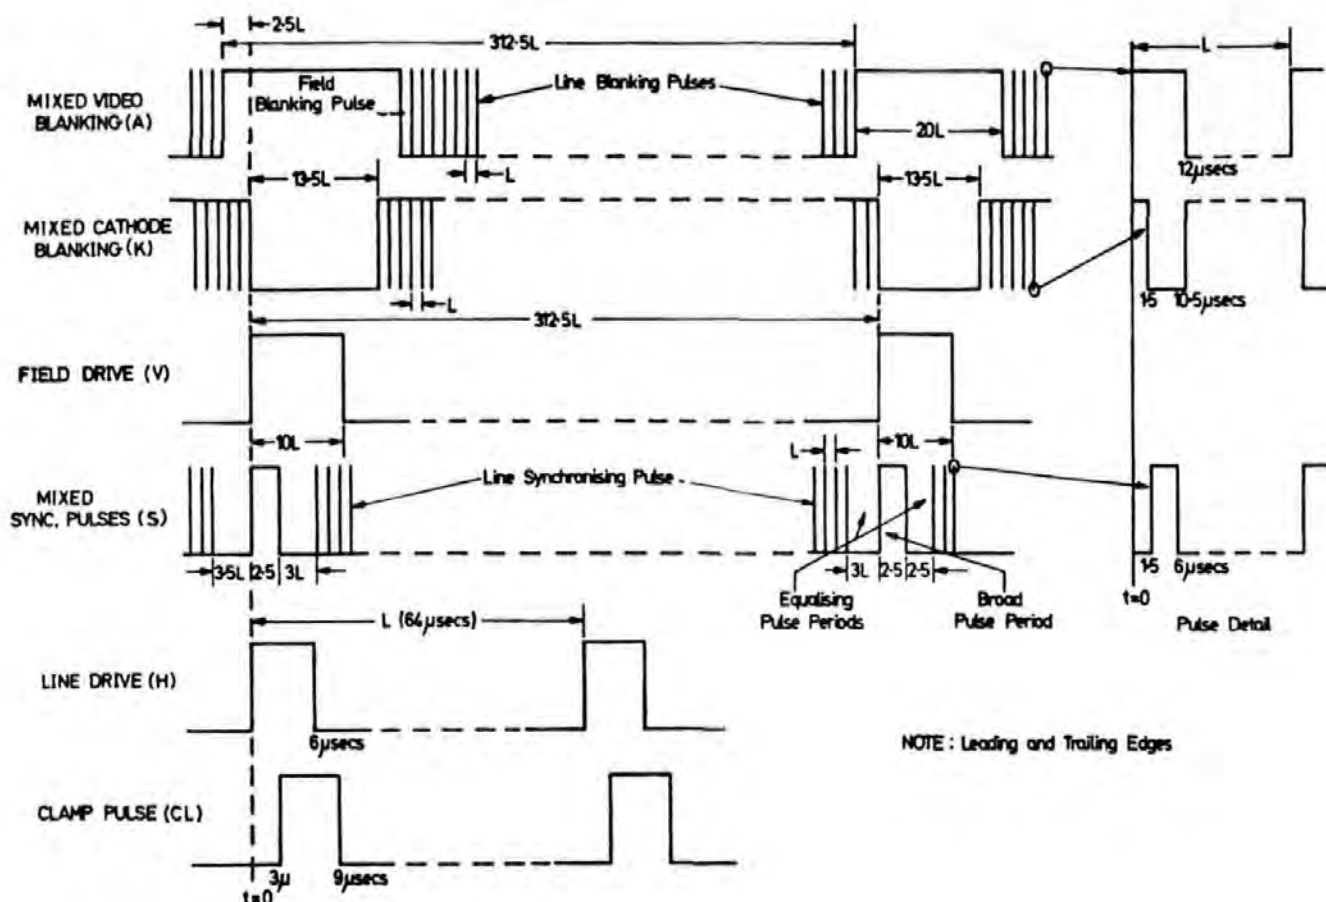 2·5L
312·5L
L
MIXED VIDEO
BLANKING (A)
Field
Blanking Pulse
Line Blanking Pulses
20L
12µsecs
13·5L
L
13·5L
MIXED CATHODE
BLANKING (K)
L
1·5 10·5µsecs
312·5L
FIELD DRIVE (V)
10L
L
10L
MIXED
SYNC, PULSES (S)
Line Synchronising Pulse
3·5L 2·5 3L
3L 2·5 2·5
1·5 6µsecs
t=0
Equalising
Pulse Periods
Broad
Pulse Period
Pulse Detail
L (64µsecs)
LINE DRIVE (H)
6µsecs
NOTE : Leading and Trailing Edges
CLAMP PULSE (CL)
3µ 9µsecs
t=0